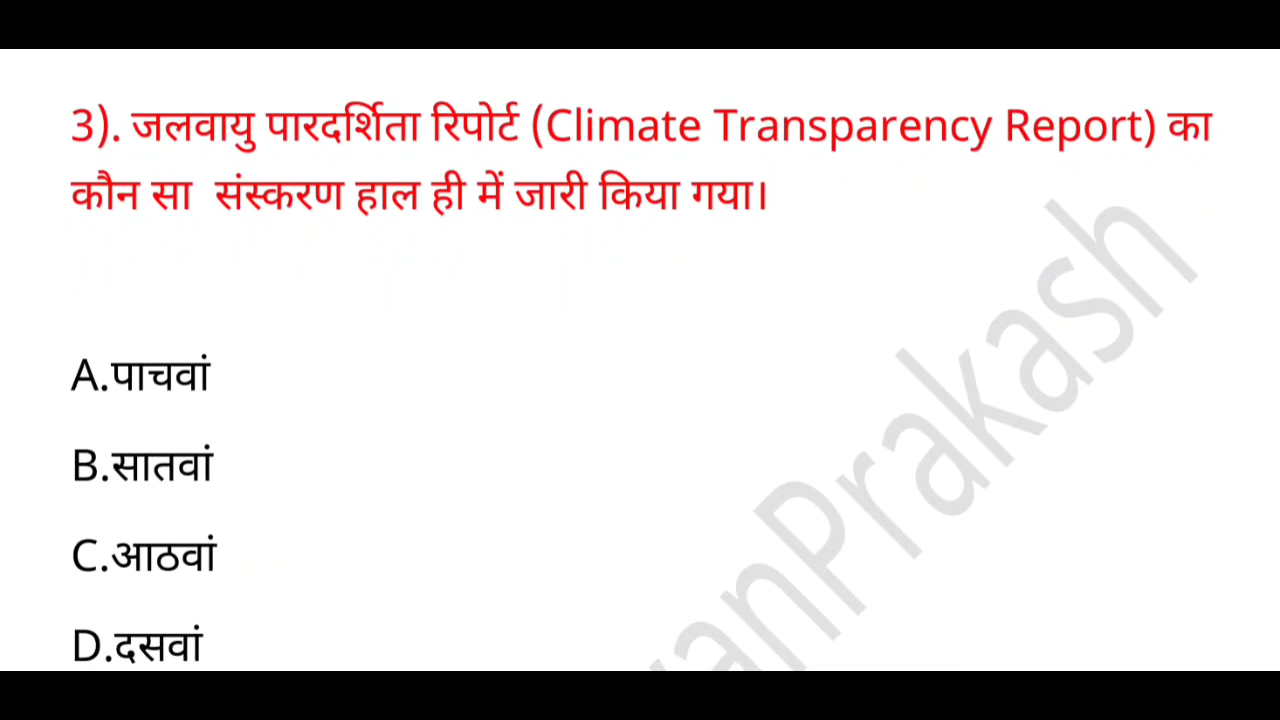 3). जलवायु पारदर्शिता रिपोर्ट (Climate Transparency Report) का
कौन सा संस्करण हाल ही में जारी किया गया।
A.पाचवां
B.सातवां
C.आठवां
D.दसवां